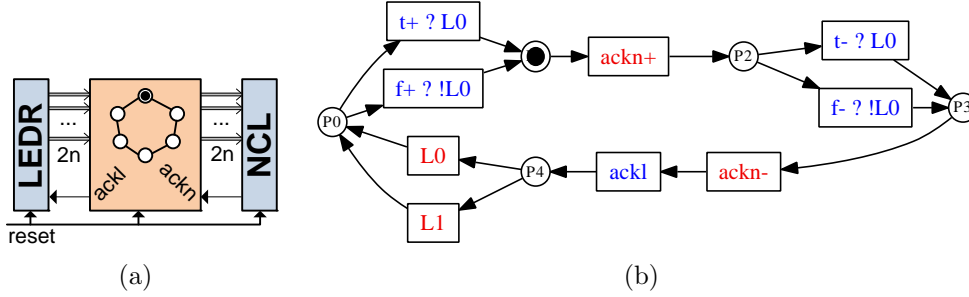 LEDR
...
2n
ackl
ackn
...
2n
NCL
reset
(a)
t+ ? L0
f+ ? !L0
ackn+
P2
t- ? L0
f- ? !L0
P0
P3
L0
P4
ackl
ackn-
L1
(b)